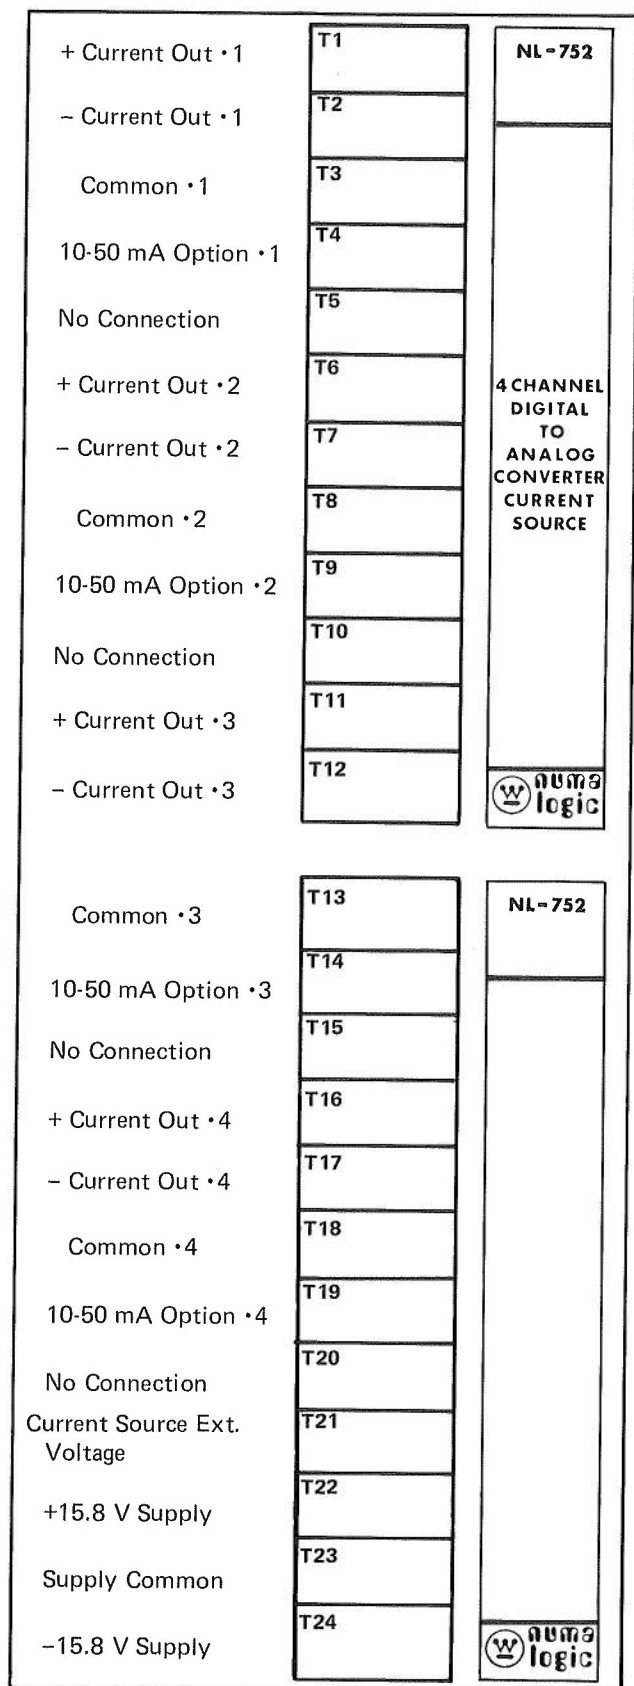 + Current Out •1 T1 NL-752
- Current Out •1 T2
Common •1 T3
10-50 mA Option •1 T4
No Connection T5
+ Current Out •2 T6
- Current Out •2 T7
Common •2 T8
10-50 mA Option •2 T9
No Connection T10
+ Current Out •3 T11
- Current Out •3 T12
4 CHANNEL
DIGITAL
TO
ANALOG
CONVERTER
CURRENT
SOURCE
W numa
logic
Common •3 T13 NL-752
10-50 mA Option •3 T14
No Connection T15
+ Current Out •4 T16
- Current Out •4 T17
Common •4 T18
10-50 mA Option •4 T19
No Connection T20
Current Source Ext. T21
Voltage
+15.8 V Supply T22
Supply Common T23
-15.8 V Supply T24
W numa
logic